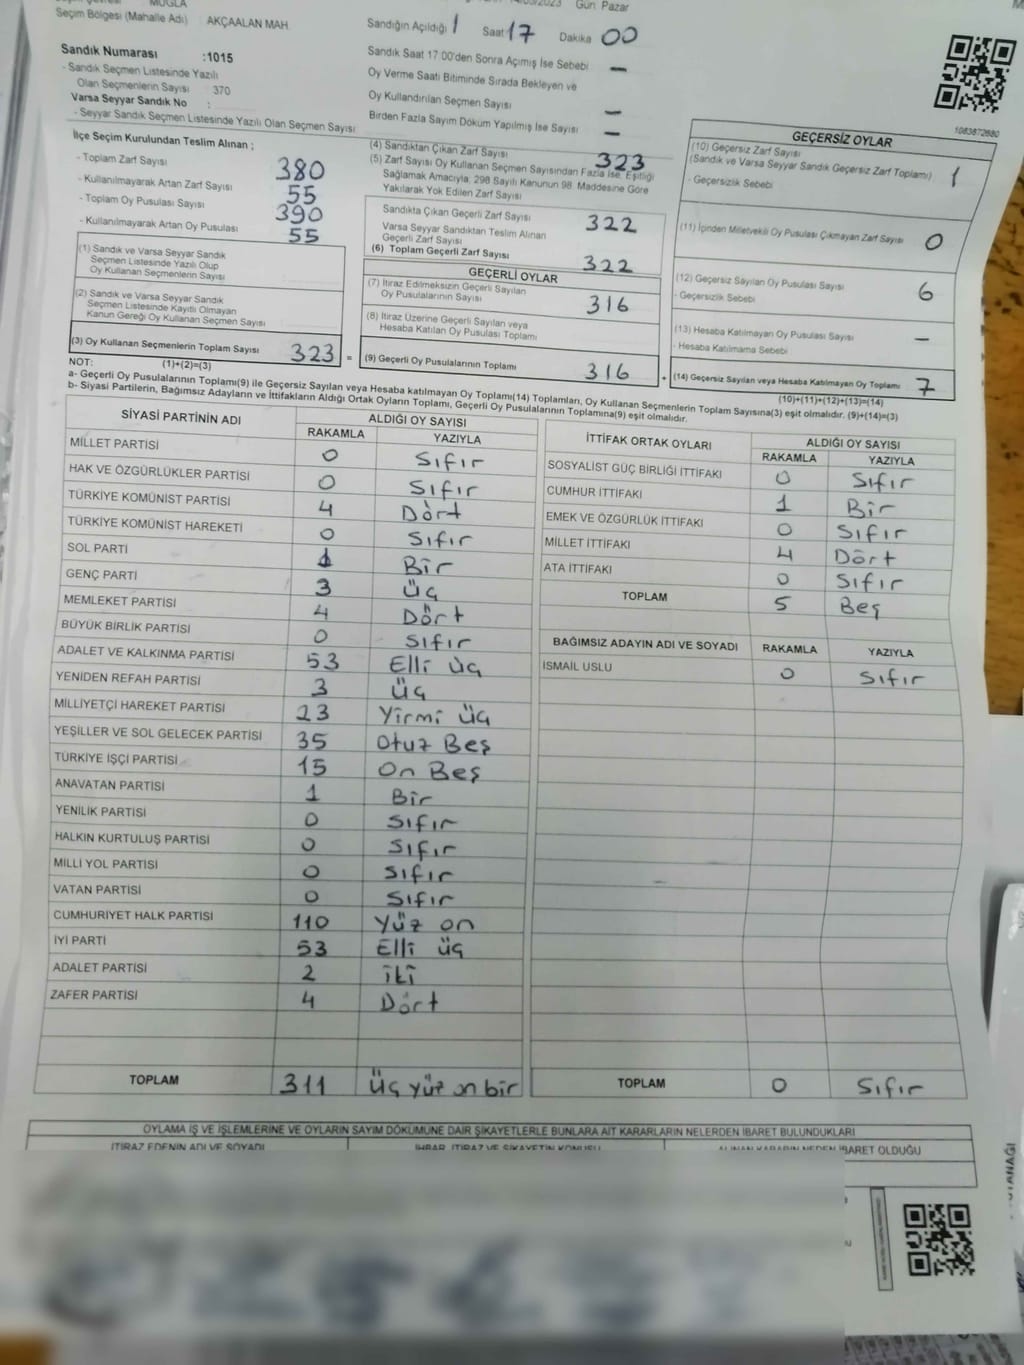 MUĞLA
Gün Pazar
Seçim Bölgesi (Mahalle Adı) AKÇAALAN MAH.
Sandığın Açıldığı 1 Saat 17 Dakika 00
Sandık Numarası :1015
- Sandık Seçmen Listesinde Yazılı
Olan Seçmenlerin Sayısı 370
Varsa Seyyar Sandık No :
- Seyyar Sandık Seçmen Listesinde Yazılı Olan Seçmen Sayısı
Sandık Saat 17:00'den Sonra Açımış İse Sebebi —
Oy Verme Saati Bitiminde Sırada Bekleyen ve
Oy Kullandırılan Seçmen Sayısı —
Birden Fazla Sayım Döküm Yapılmış İse Sayısı —
1083872680
İlçe Seçim Kurulundan Teslim Alınan ;
- Toplam Zarf Sayısı 380
- Kullanılmayarak Artan Zarf Sayısı 55
- Toplam Oy Pusulası Sayısı 390
- Kullanılmayarak Artan Oy Pusulası 55
(1) Sandık ve Varsa Seyyar Sandık
Seçmen Listesinde Yazılı Olup
Oy Kullanan Seçmenlerin Sayısı
(2) Sandık ve Varsa Seyyar Sandık
Seçmen Listesinde Kayıtlı Olmayan
Kanun Gereği Oy Kullanan Seçmen Sayısı
(3) Oy Kullanan Seçmenlerin Toplam Sayısı 323 =
(4) Sandıktan Çıkan Zarf Sayısı 323
(5) Zarf Sayısı Oy Kullanan Seçmen Sayısından Fazla İse, Eşitliği
Sağlamak Amacıyla, 298 Sayılı Kanunun 98. Maddesine Göre
Yakılarak Yok Edilen Zarf Sayısı
Sandıkta Çıkan Geçerli Zarf Sayısı 322
Varsa Seyyar Sandıktan Teslim Alınan
Geçerli Zarf Sayısı
(6) Toplam Geçerli Zarf Sayısı 322
GEÇERLİ OYLAR
(7) İtiraz Edilmeksizin Geçerli Sayılan
Oy Pusulalarının Sayısı 316
(8) İtiraz Üzerine Geçerli Sayılan veya
Hesaba Katılan Oy Pusulası Toplamı
(9) Geçerli Oy Pusulalarının Toplamı 316 +
GEÇERSİZ OYLAR
(10) Geçersiz Zarf Sayısı
(Sandık ve Varsa Seyyar Sandık Geçersiz Zarf Toplamı) 1
- Geçersizlik Sebebi
(11) İçinden Milletvekili Oy Pusulası Çıkmayan Zarf Sayısı 0
(12) Geçersiz Sayılan Oy Pusulası Sayısı 6
- Geçersizlik Sebebi
(13) Hesaba Katılmayan Oy Pusulası Sayısı —
- Hesaba Katılmama Sebebi
(14) Geçersiz Sayılan veya Hesaba Katılmayan Oy Toplamı 7
NOT: (1)+(2)=(3)
(10)+(11)+(12)+(13)=(14)
a- Geçerli Oy Pusulalarının Toplamı(9) ile Geçersiz Sayılan veya Hesaba katılmayan Oy Toplamı(14) Toplamları, Oy Kullanan Seçmenlerin Toplam Sayısına(3) eşit olmalıdır. (9)+(14)=(3)
b- Siyasi Partilerin, Bağımsız Adayların ve İttifakların Aldığı Ortak Oyların Toplamı, Geçerli Oy Pusulalarının Toplamına(9) eşit olmalıdır.
SİYASİ PARTİNİN ADI ALDIĞI OY SAYISI
RAKAMLA YAZIYLA
MİLLET PARTİSİ 0 Sıfır
HAK VE ÖZGÜRLÜKLER PARTİSİ 0 Sıfır
TÜRKİYE KOMÜNİST PARTİSİ 4 Dört
TÜRKİYE KOMÜNİST HAREKETİ 0 Sıfır
SOL PARTİ 1 Bir
GENÇ PARTİ 3 Üç
MEMLEKET PARTİSİ 4 Dört
BÜYÜK BİRLİK PARTİSİ 0 Sıfır
ADALET VE KALKINMA PARTİSİ 53 Elli üç
YENİDEN REFAH PARTİSİ 3 Üç
MİLLİYETÇİ HAREKET PARTİSİ 23 Yirmi üç
YEŞİLLER VE SOL GELECEK PARTİSİ 35 Otuz Beş
TÜRKİYE İŞÇİ PARTİSİ 15 On Beş
ANAVATAN PARTİSİ 1 Bir
YENİLİK PARTİSİ 0 Sıfır
HALKIN KURTULUŞ PARTİSİ 0 Sıfır
MİLLİ YOL PARTİSİ 0 Sıfır
VATAN PARTİSİ 0 Sıfır
CUMHURİYET HALK PARTİSİ 110 Yüz on
İYİ PARTİ 53 Elli üç
ADALET PARTİSİ 2 İki
ZAFER PARTİSİ 4 Dört
TOPLAM 311 Üç yüz on bir
İTTİFAK ORTAK OYLARI ALDIĞI OY SAYISI
RAKAMLA YAZIYLA
SOSYALİST GÜÇ BİRLİĞİ İTTİFAKI 0 Sıfır
CUMHUR İTTİFAKI 1 Bir
EMEK VE ÖZGÜRLÜK İTTİFAKI 0 Sıfır
MİLLET İTTİFAKI 4 Dört
ATA İTTİFAKI 0 Sıfır
TOPLAM 5 Beş
BAĞIMSIZ ADAYIN ADI VE SOYADI RAKAMLA YAZIYLA
İSMAİL USLU 0 Sıfır
TOPLAM 0 Sıfır
OYLAMA İŞ VE İŞLEMLERİNE VE OYLARIN SAYIM DÖKÜMÜNE DAİR ŞİKAYETLERLE BUNLARA AİT KARARLARIN NELERDEN İBARET BULUNDUKLARI
İTİRAZ EDENİN ADI VE SOYADI İHBAR, İTİRAZ VE ŞİKAYETİN KONUSU ALINAN KARARIN NEDEN İBARET OLDUĞU